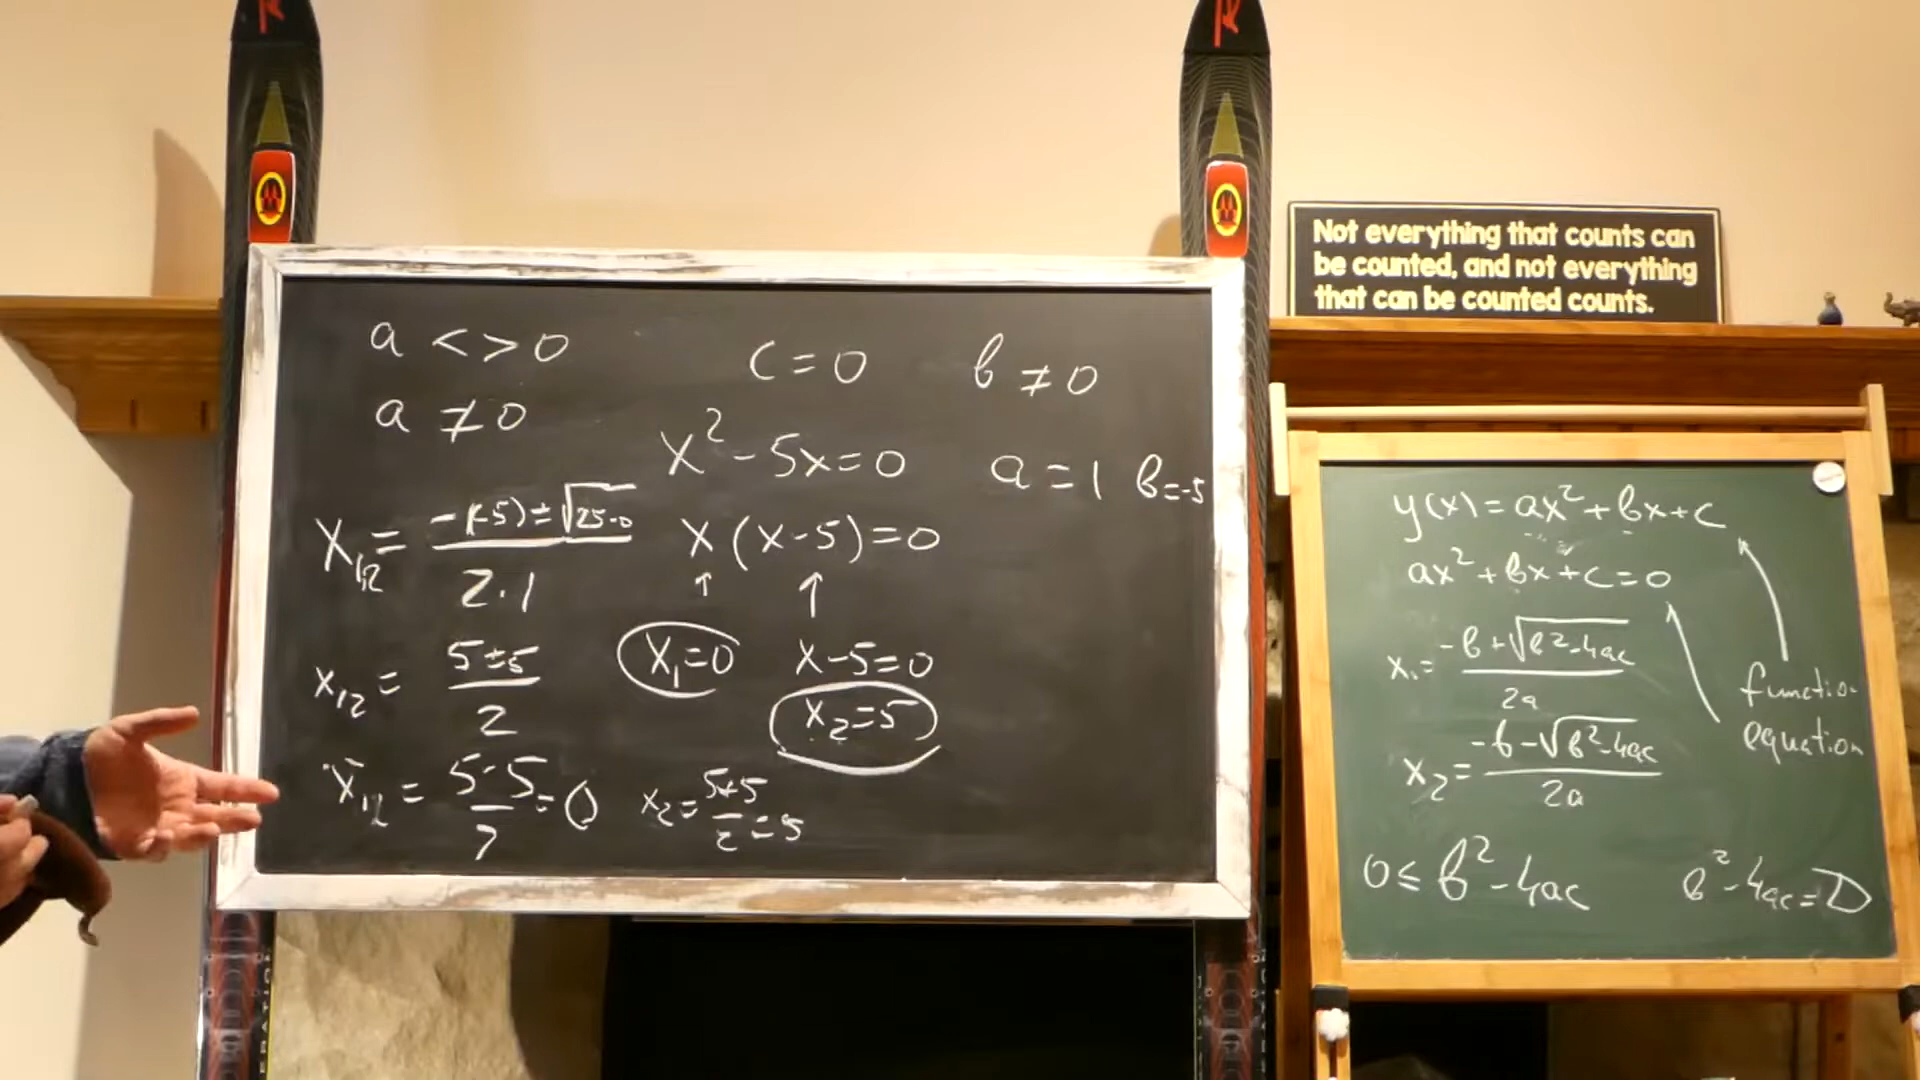 a < > 0
c = 0
b ≠ 0
a ≠ 0
x² - 5x = 0
a = 1 b = -5
x₁,₂ = (-(-5) ± √(25-0)) / (2·1)
x(x-5) = 0
↑ ↑
x₁₂ = (5 ± 5) / 2
x₁ = 0
x - 5 = 0
x₂ = 5
x₁₂ = (5 - 5) / 2 = 0
x₂ = (5+5) / 2 = 5
Not everything that counts can
be counted, and not everything
that can be counted counts.
y(x) = ax² + bx + c
ax² + bx + c = 0
x₁ = (-b + √(b² - 4ac)) / 2a
x₂ = (-b - √(b² - 4ac)) / 2a
function
equation
0 ≤ b² - 4ac
b² - 4ac = D